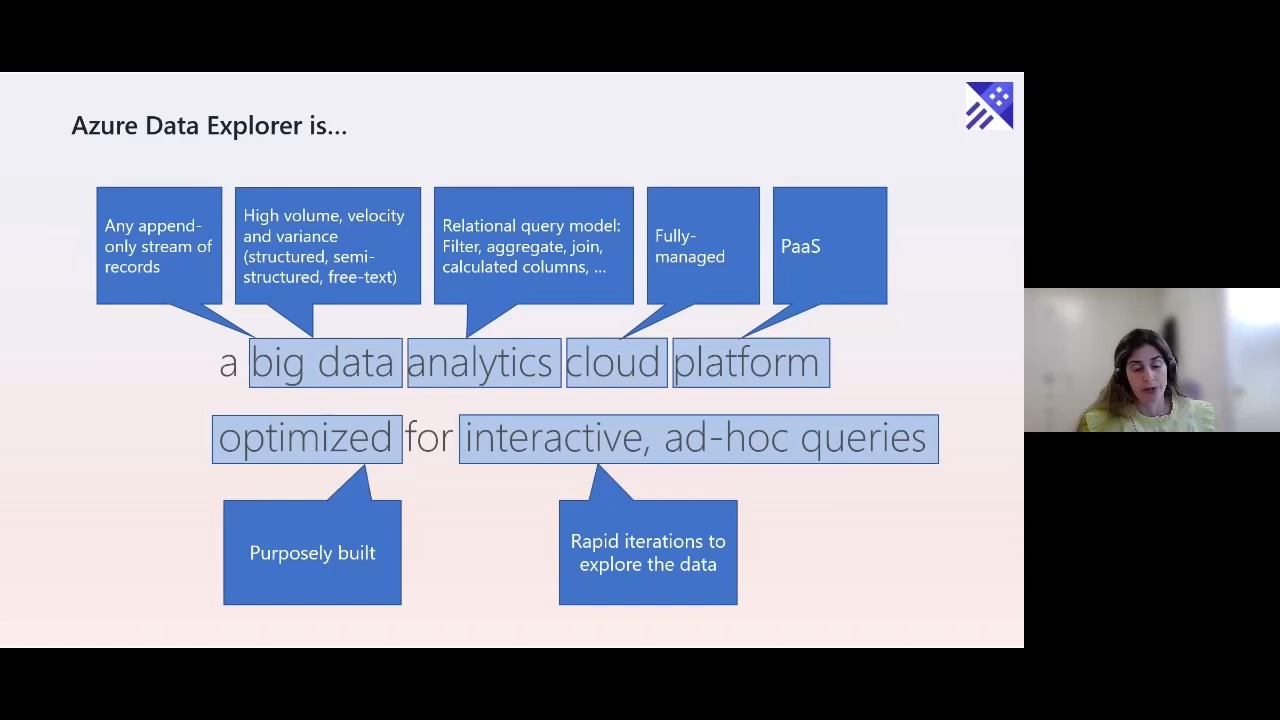 Azure Data Explorer is...
Any append-
only stream of
records
High volume, velocity
and variance
(structured, semi-
structured, free-text)
Relational query model:
Filter, aggregate, join,
calculated columns, ...
Fully-
managed
PaaS
a big data analytics cloud platform
optimized for interactive, ad-hoc queries
Purposely built
Rapid iterations to
explore the data